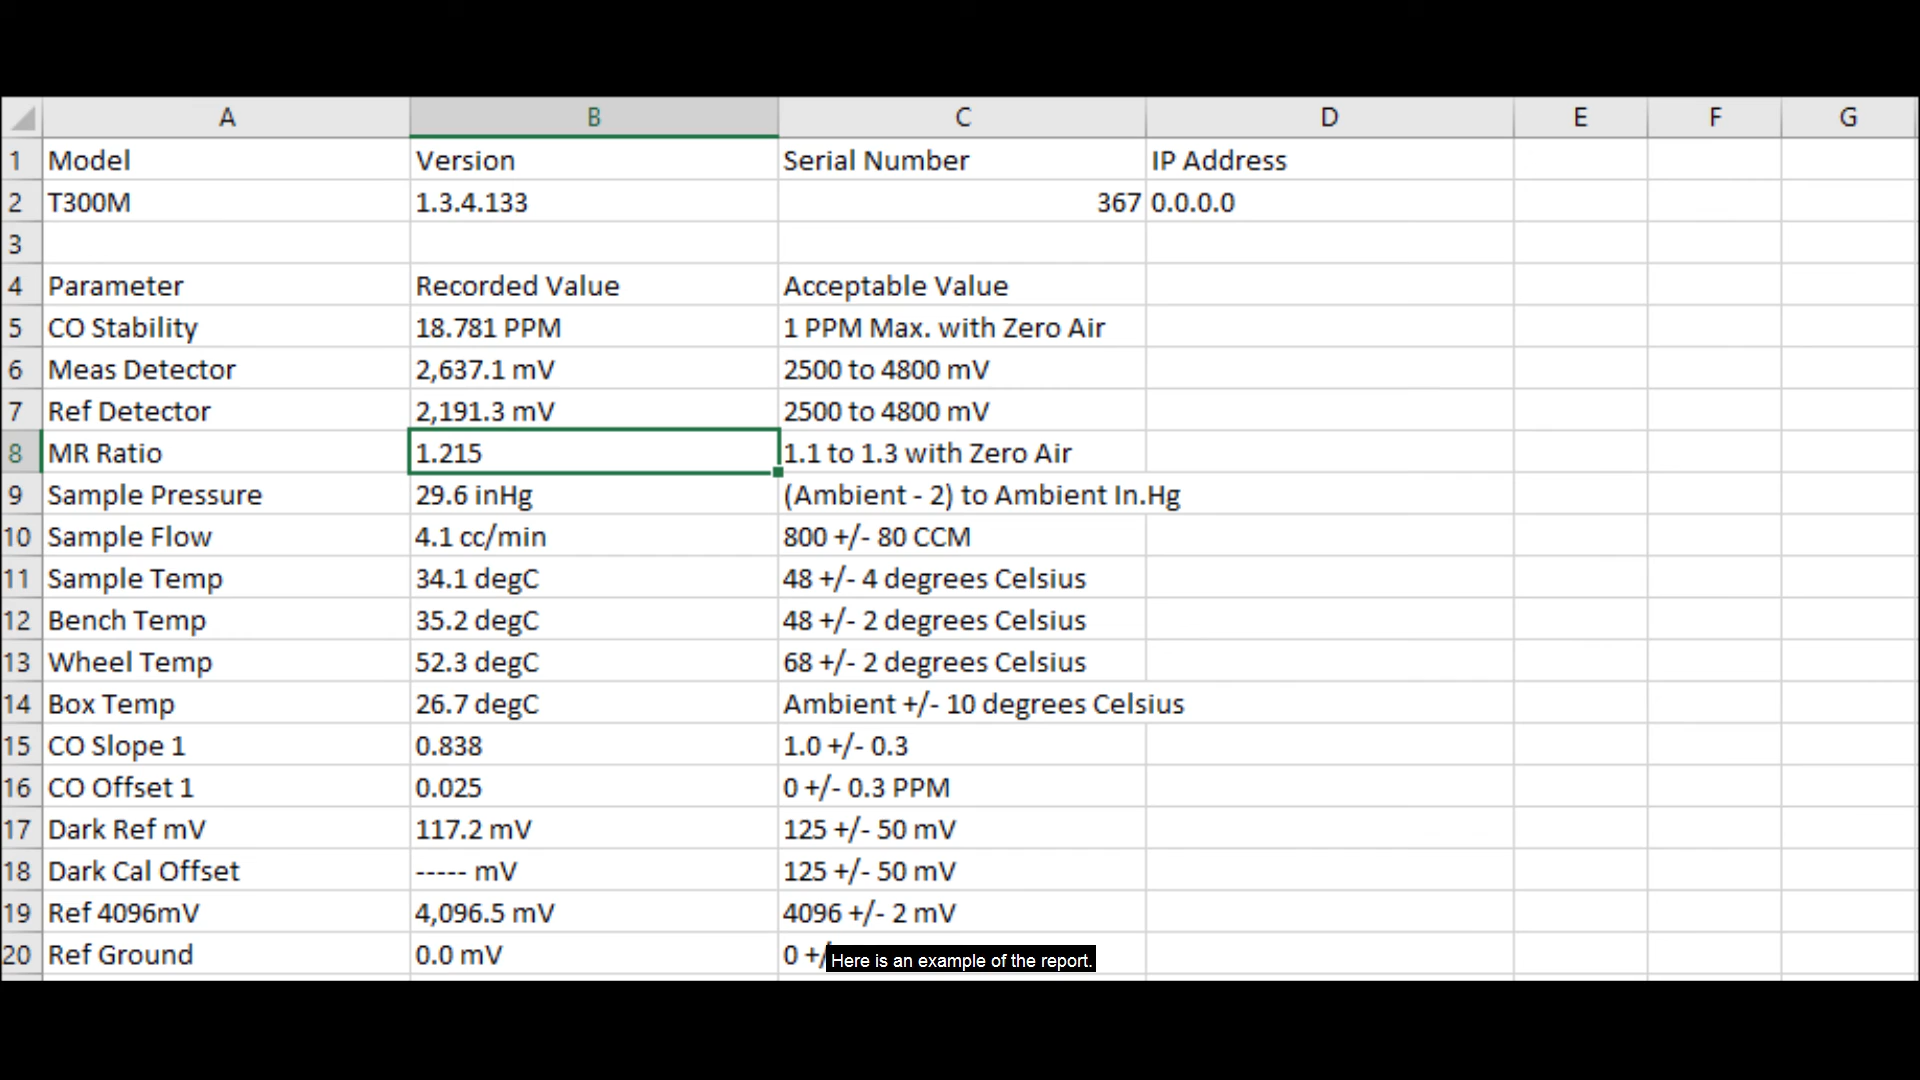 A B C D E F G
1 Model Version Serial Number IP Address
2 T300M 1.3.4.133 367 0.0.0.0
3
4 Parameter Recorded Value Acceptable Value
5 CO Stability 18.781 PPM 1 PPM Max. with Zero Air
6 Meas Detector 2,637.1 mV 2500 to 4800 mV
7 Ref Detector 2,191.3 mV 2500 to 4800 mV
8 MR Ratio 1.215 1.1 to 1.3 with Zero Air
9 Sample Pressure 29.6 inHg (Ambient - 2) to Ambient In.Hg
10 Sample Flow 4.1 cc/min 800 +/- 80 CCM
11 Sample Temp 34.1 degC 48 +/- 4 degrees Celsius
12 Bench Temp 35.2 degC 48 +/- 2 degrees Celsius
13 Wheel Temp 52.3 degC 68 +/- 2 degrees Celsius
14 Box Temp 26.7 degC Ambient +/- 10 degrees Celsius
15 CO Slope 1 0.838 1.0 +/- 0.3
16 CO Offset 1 0.025 0 +/- 0.3 PPM
17 Dark Ref mV 117.2 mV 125 +/- 50 mV
18 Dark Cal Offset ----- mV 125 +/- 50 mV
19 Ref 4096mV 4,096.5 mV 4096 +/- 2 mV
20 Ref Ground 0.0 mV 0 +/
Here is an example of the report.